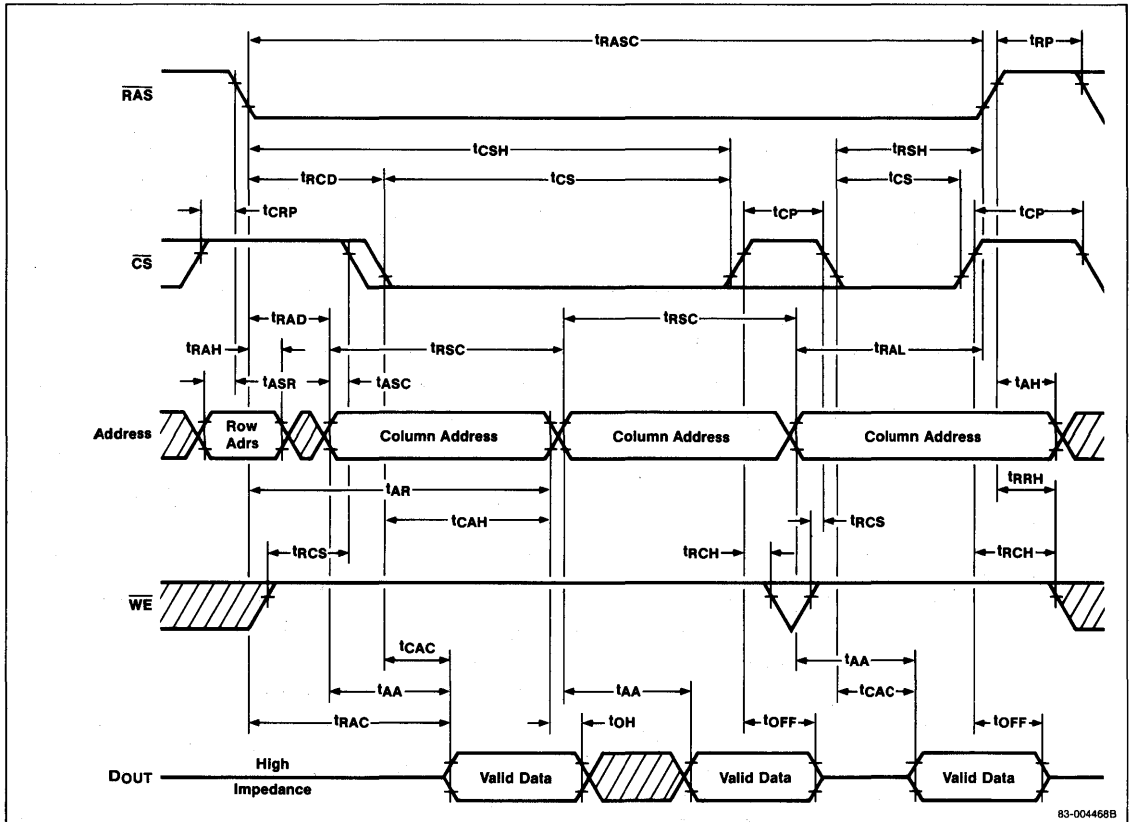 tRASC
tRP
RAS
tCSH
tRSH
tRCD
tCS
tCS
tCRP
tCP
tCP
CS
tRAD
tRSC
tRAH
tRSC
tRAL
tASR
tASC
tAH
Address
Row
Adrs
Column Address
Column Address
Column Address
tAR
tRRH
tCAH
tRCS
tRCS
tRCH
tRCH
WE
tCAC
tAA
tAA
tAA
tCAC
tRAC
tOH
tOFF
tOFF
DOUT
High
Impedance
Valid Data
Valid Data
Valid Data
83-004468B